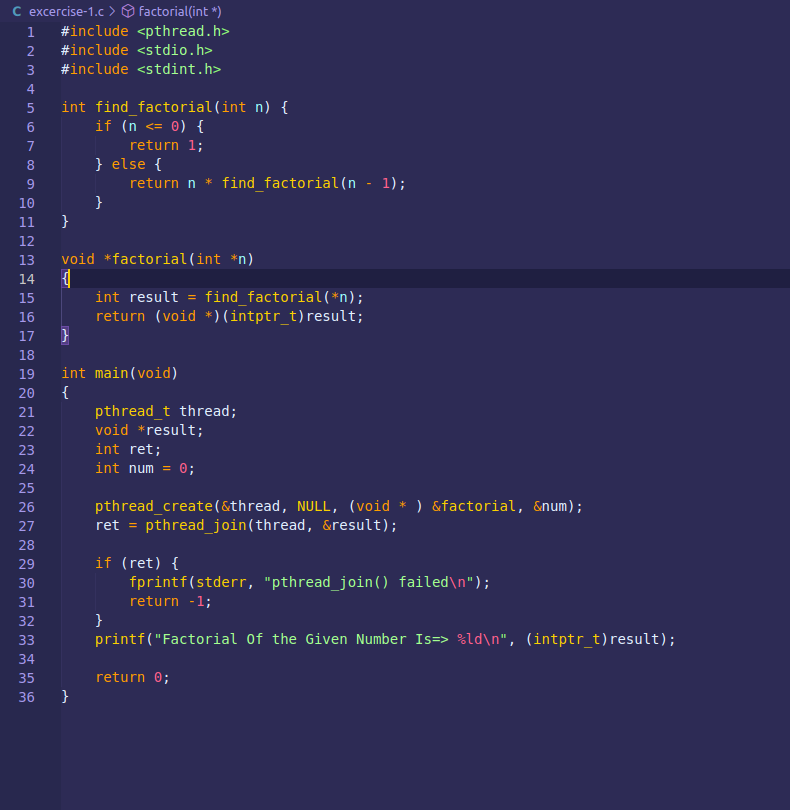 C excercise-1.c > factorial(int *)
1 #include <pthread.h>
2 #include <stdio.h>
3 #include <stdint.h>
4
5 int find_factorial(int n) {
6     if (n <= 0) {
7         return 1;
8     } else {
9         return n * find_factorial(n - 1);
10     }
11 }
12
13 void *factorial(int *n)
14 {
15     int result = find_factorial(*n);
16     return (void *)(intptr_t)result;
17 }
18
19 int main(void)
20 {
21     pthread_t thread;
22     void *result;
23     int ret;
24     int num = 0;
25
26     pthread_create(&thread, NULL, (void * ) &factorial, &num);
27     ret = pthread_join(thread, &result);
28
29     if (ret) {
30         fprintf(stderr, "pthread_join() failed\n");
31         return -1;
32     }
33     printf("Factorial Of the Given Number Is=> %ld\n", (intptr_t)result);
34
35     return 0;
36 }